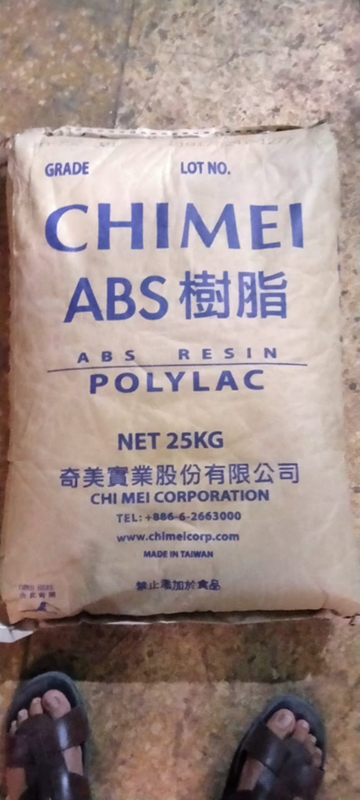 GRADE LOT NO.
CHIMEI
ABS 樹脂
ABS RESIN
POLYLAC
NET 25KG
奇美實業股份有限公司
CHI MEI CORPORATION
TEL: +886-6-2663000
www.chimeicorp.com
MADE IN TAIWAN
禁止添加於食品